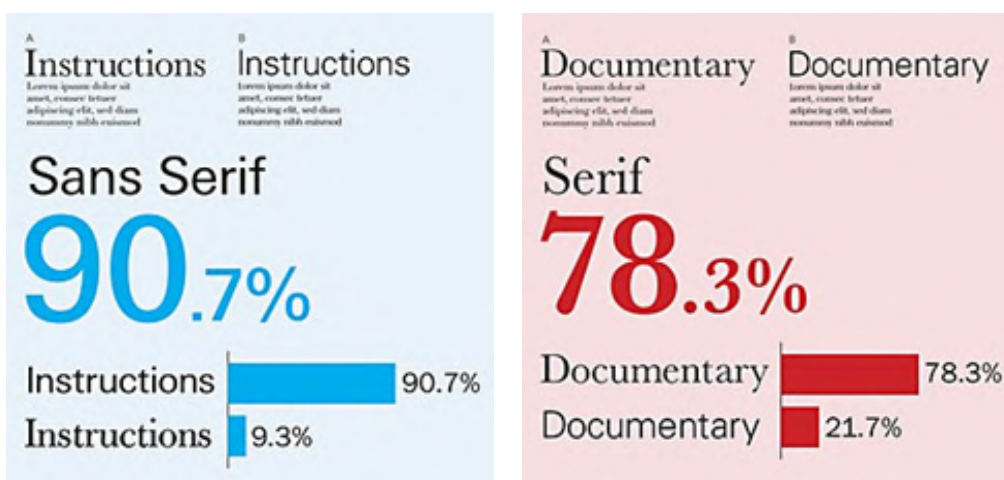 A
Instructions
Lorem ipsum dolor sit
amet, consec tetuer
adipiscing elit, sed diam
nonummy nibh euismod
B
Instructions
Lorem ipsum dolor sit
amet, consec tetuer
adipiscing elit, sed diam
nonummy nibh euismod
Sans Serif
90.7%
Instructions 90.7%
Instructions 9.3%
A
Documentary
Lorem ipsum dolor sit
amet, consec tetuer
adipiscing elit, sed diam
nonummy nibh euismod
B
Documentary
Lorem ipsum dolor sit
amet, consec tetuer
adipiscing elit, sed diam
nonummy nibh euismod
Serif
78.3%
Documentary 78.3%
Documentary 21.7%